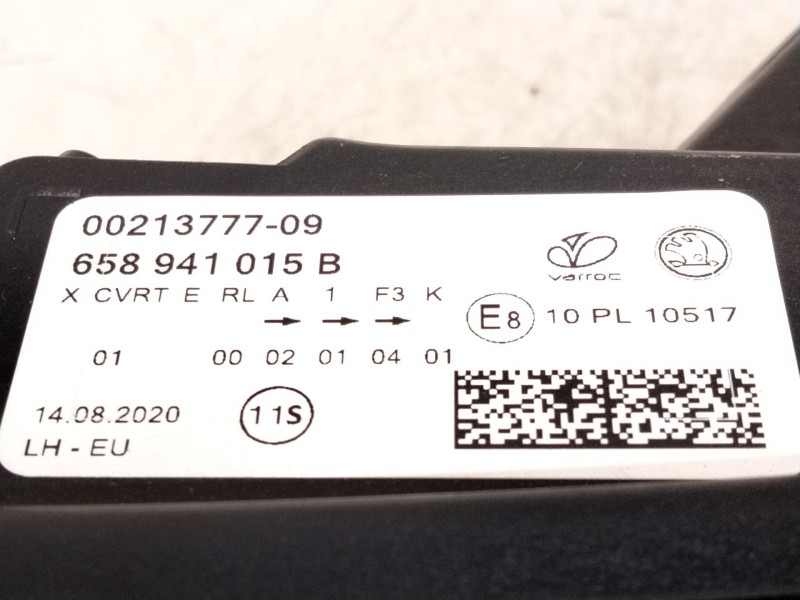 00213777-09
658 941 015 B
varroc
X CVRT E RL A 1 F3 K
→ → →
E8 10 PL 10517
01 00 02 01 04 01
14.08.2020 11S
LH - EU